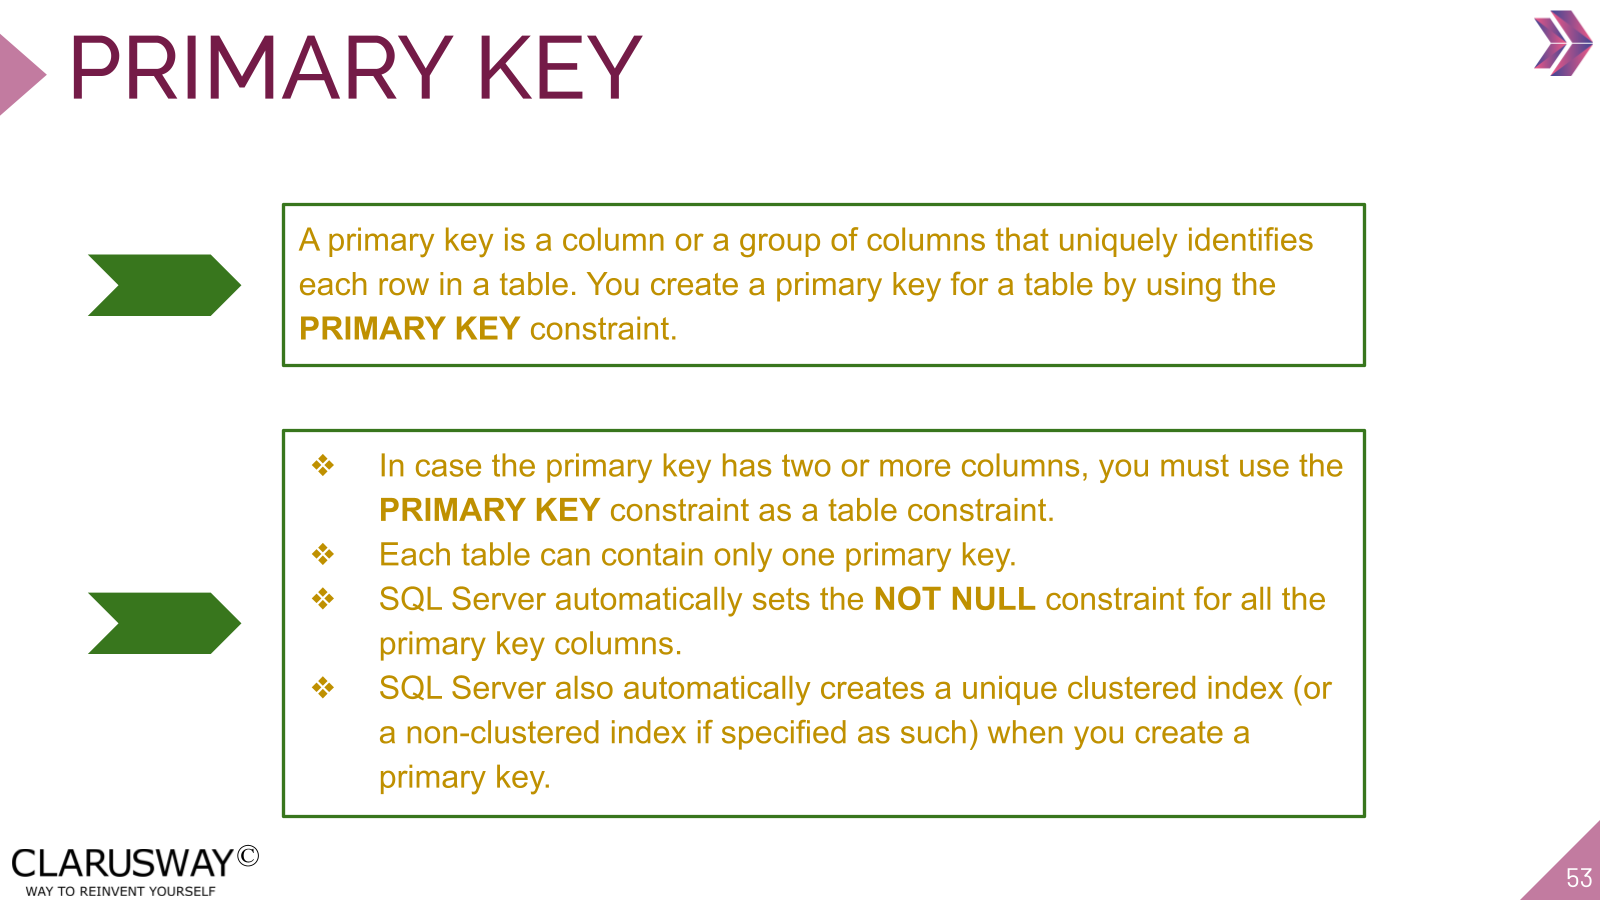 PRIMARY KEY
A primary key is a column or a group of columns that uniquely identifies
each row in a table. You create a primary key for a table by using the
PRIMARY KEY constraint.
❖ In case the primary key has two or more columns, you must use the
PRIMARY KEY constraint as a table constraint.
❖ Each table can contain only one primary key.
❖ SQL Server automatically sets the NOT NULL constraint for all the
primary key columns.
❖ SQL Server also automatically creates a unique clustered index (or
a non-clustered index if specified as such) when you create a
primary key.
CLARUSWAY©
WAY TO REINVENT YOURSELF
53